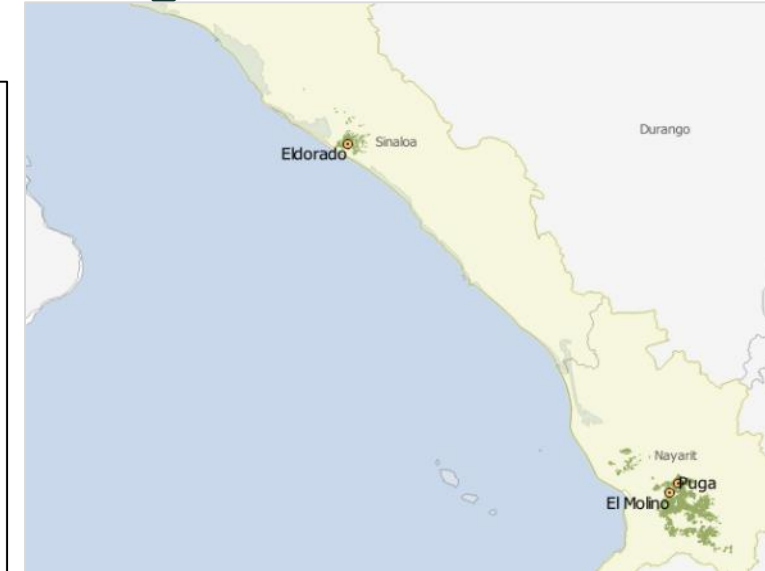 Durango
Sinaloa
Eldorado
Nayarit
Puga
El Molino